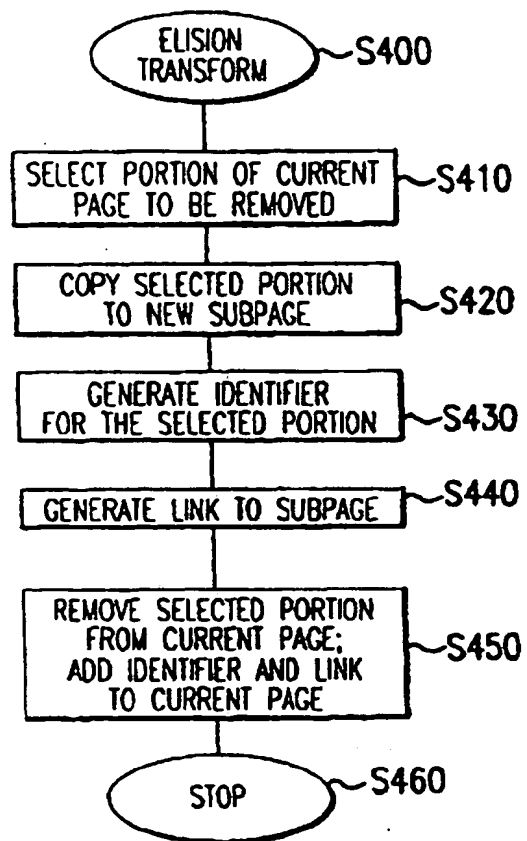 ELISION
TRANSFORM
S400
SELECT PORTION OF CURRENT
PAGE TO BE REMOVED
S410
COPY SELECTED PORTION
TO NEW SUBPAGE
S420
GENERATE IDENTIFIER
FOR THE SELECTED PORTION
S430
GENERATE LINK TO SUBPAGE
S440
REMOVE SELECTED PORTION
FROM CURRENT PAGE;
ADD IDENTIFIER AND LINK
TO CURRENT PAGE
S450
STOP
S460